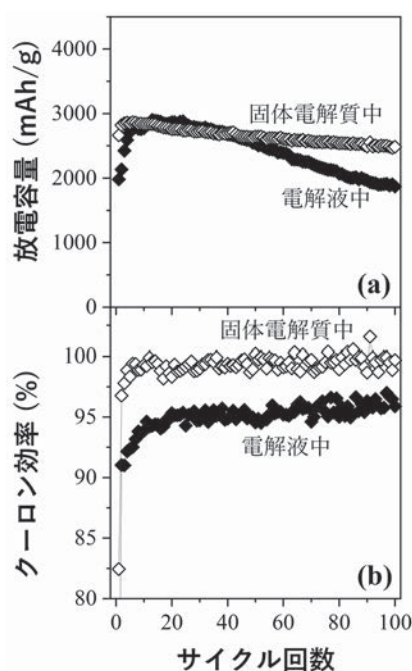 放電容量 (mAh/g)
4000
3000
2000
1000
0
固体電解質中
電解液中
(a)
クーロン効率 (%)
100
95
90
85
80
固体電解質中
電解液中
(b)
0 20 40 60 80 100
サイクル回数